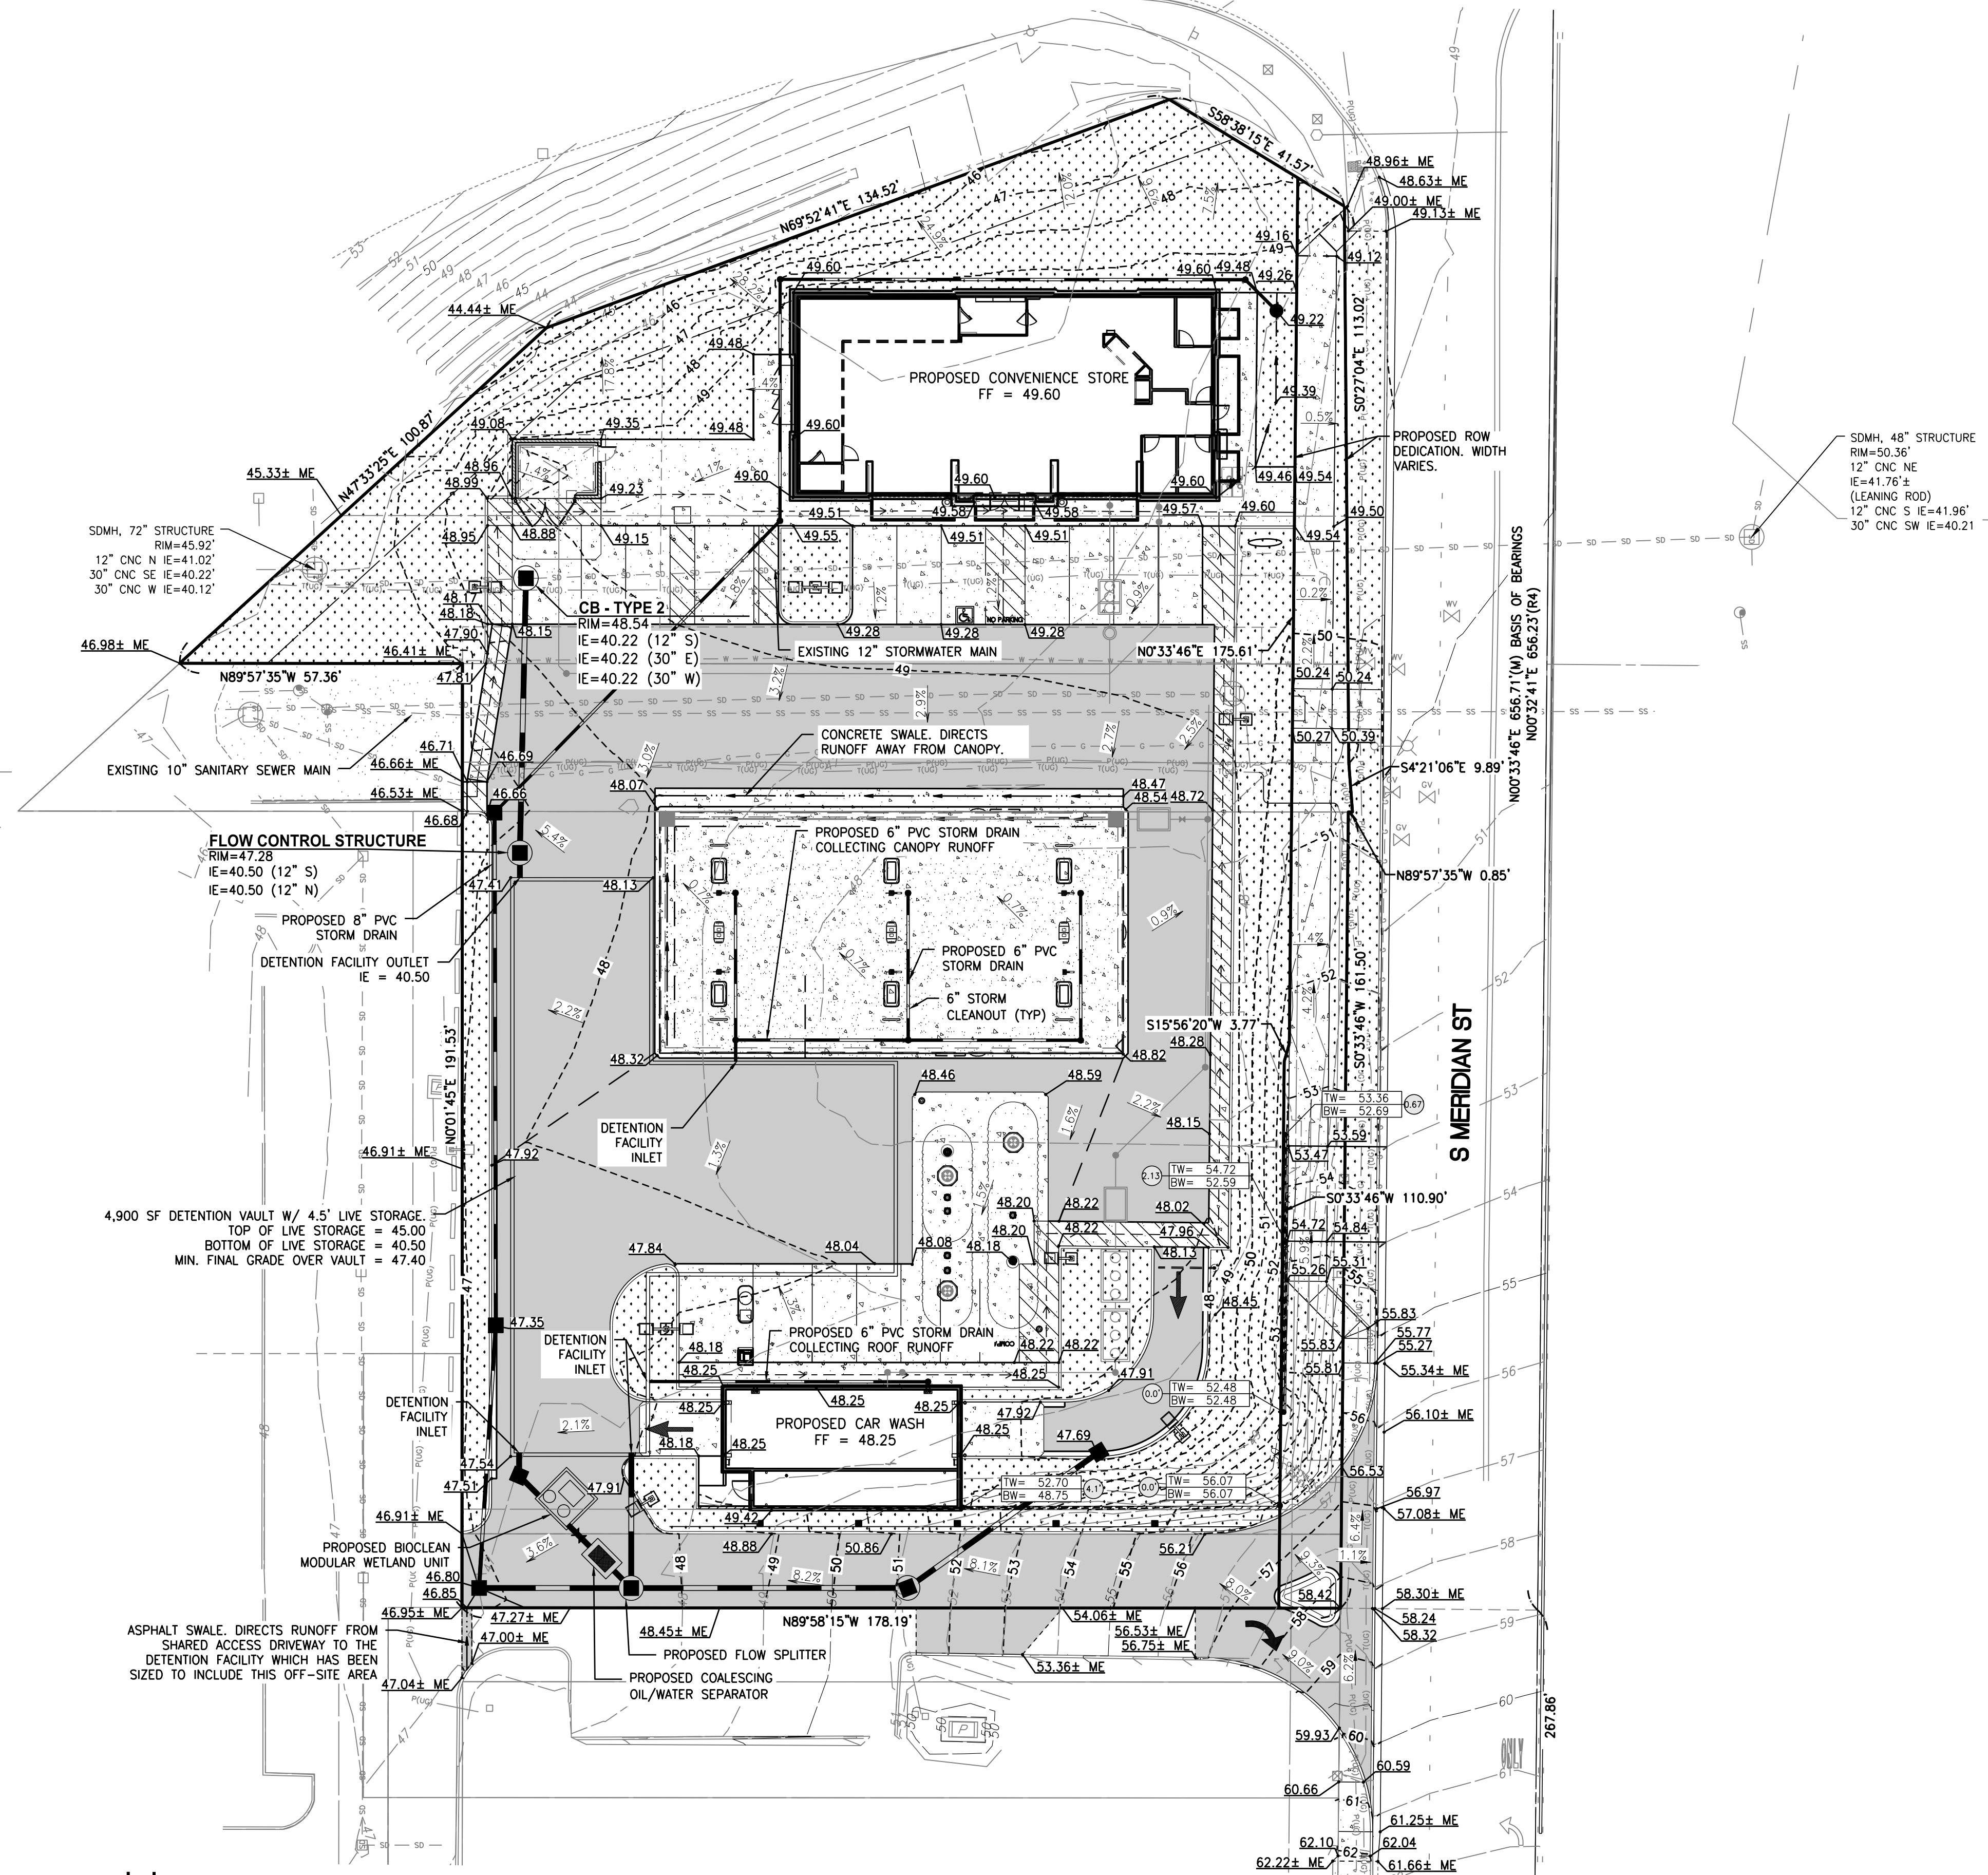 S58°38'15"E 41.57'
N69°52'41"E 134.52'
48.96± ME
48.63± ME
49.00± ME
49.13± ME
49.16
49.12
49.60
49.60
49.48
49.26
49.22
44.44± ME
49.48
49.48
PROPOSED CONVENIENCE STORE
FF = 49.60
49.39
S0°27'04"E 113.02'
N47°33'25"E 100.87'
49.08
49.35
49.60
PROPOSED ROW
DEDICATION. WIDTH
VARIES.
SDMH, 48" STRUCTURE
RIM=50.36'
12" CNC NE
IE=41.76'±
(LEANING ROD)
12" CNC S IE=41.96'
30" CNC SW IE=40.21
45.33± ME
48.96
48.99
49.23
49.60
49.60
49.60
49.46
49.54
SDMH, 72" STRUCTURE
RIM=45.92'
12" CNC N IE=41.02'
30" CNC SE IE=40.22'
30" CNC W IE=40.12'
48.95
48.88
49.15
49.51
49.55
49.58
49.58
49.51
49.51
49.57
49.60
49.54
49.50
48.17
48.18
48.15
CB - TYPE 2
RIM=48.54
IE=40.22 (12" S)
IE=40.22 (30" E)
IE=40.22 (30" W)
NO PARKING
49.28
49.28
49.28
EXISTING 12" STORMWATER MAIN
N0°33'46"E 175.61'
47.90
46.41± ME
46.98± ME
N89°57'35"W 57.36'
47.81
50.24
50.24
N00°33'46"E 656.71'(M) BASIS OF BEARINGS
N00°32'41"E 656.23'(R4)
CONCRETE SWALE. DIRECTS
RUNOFF AWAY FROM CANOPY.
50.27
50.39
EXISTING 10" SANITARY SEWER MAIN
46.71
46.69
46.66± ME
46.53± ME
46.66
46.68
S4°21'06"E 9.89'
48.07
48.47
48.54
48.72
FLOW CONTROL STRUCTURE
RIM=47.28
IE=40.50 (12" S)
IE=40.50 (12" N)
PROPOSED 6" PVC STORM DRAIN
COLLECTING CANOPY RUNOFF
N89°57'35"W 0.85'
47.41
48.13
PROPOSED 8" PVC
STORM DRAIN
DETENTION FACILITY OUTLET
IE = 40.50
PROPOSED 6" PVC
STORM DRAIN
6" STORM
CLEANOUT (TYP)
S0°33'46"W 161.50'
S15°56'20"W 3.77'
48.28
48.32
48.82
N0°01'45"E 191.53'
S MERIDIAN ST
48.46
48.59
TW= 53.36
BW= 52.69
0.67
DETENTION
FACILITY
INLET
48.15
53.59
53.47
46.91± ME
47.92
2.13
TW= 54.72
BW= 52.59
S0°33'46"W 110.90'
4,900 SF DETENTION VAULT W/ 4.5' LIVE STORAGE.
TOP OF LIVE STORAGE = 45.00
BOTTOM OF LIVE STORAGE = 40.50
MIN. FINAL GRADE OVER VAULT = 47.40
48.20
48.22
48.02
48.20
48.22
47.96
48.13
54.72
54.84
47.84
48.04
48.08
48.18
55.26
55.31
48.45
47.35
DETENTION
FACILITY
INLET
PROPOSED 6" PVC STORM DRAIN
COLLECTING ROOF RUNOFF
48.18
48.25
48.22
48.22
48.25
47.91
55.83
55.83
55.77
55.27
55.81
55.34± ME
0.0'
TW= 52.48
BW= 52.48
DETENTION
FACILITY
INLET
48.25
48.25
48.25
PROPOSED CAR WASH
FF = 48.25
47.92
47.69
48.25
56.10± ME
48.18
48.25
47.54
47.51
47.91
56.53
TW= 52.70
BW= 48.75
4.1'
0.0'
TW= 56.07
BW= 56.07
56.97
57.08± ME
46.91± ME
49.42
PROPOSED BIOCLEAN
MODULAR WETLAND UNIT
48.88
50.86
56.21
46.80
46.85
46.95± ME
58.42
58.30± ME
58.24
58.32
47.27± ME
48.45± ME
N89°58'15"W 178.19'
54.06± ME
56.53± ME
56.75± ME
ASPHALT SWALE. DIRECTS RUNOFF FROM
SHARED ACCESS DRIVEWAY TO THE
DETENTION FACILITY WHICH HAS BEEN
SIZED TO INCLUDE THIS OFF-SITE AREA
47.00± ME
47.04± ME
PROPOSED FLOW SPLITTER
PROPOSED COALESCING
OIL/WATER SEPARATOR
53.36± ME
267.86'
59.93
ONLY
60.66
60.59
61.25± ME
62.10
62.04
62.22± ME
61.66± ME